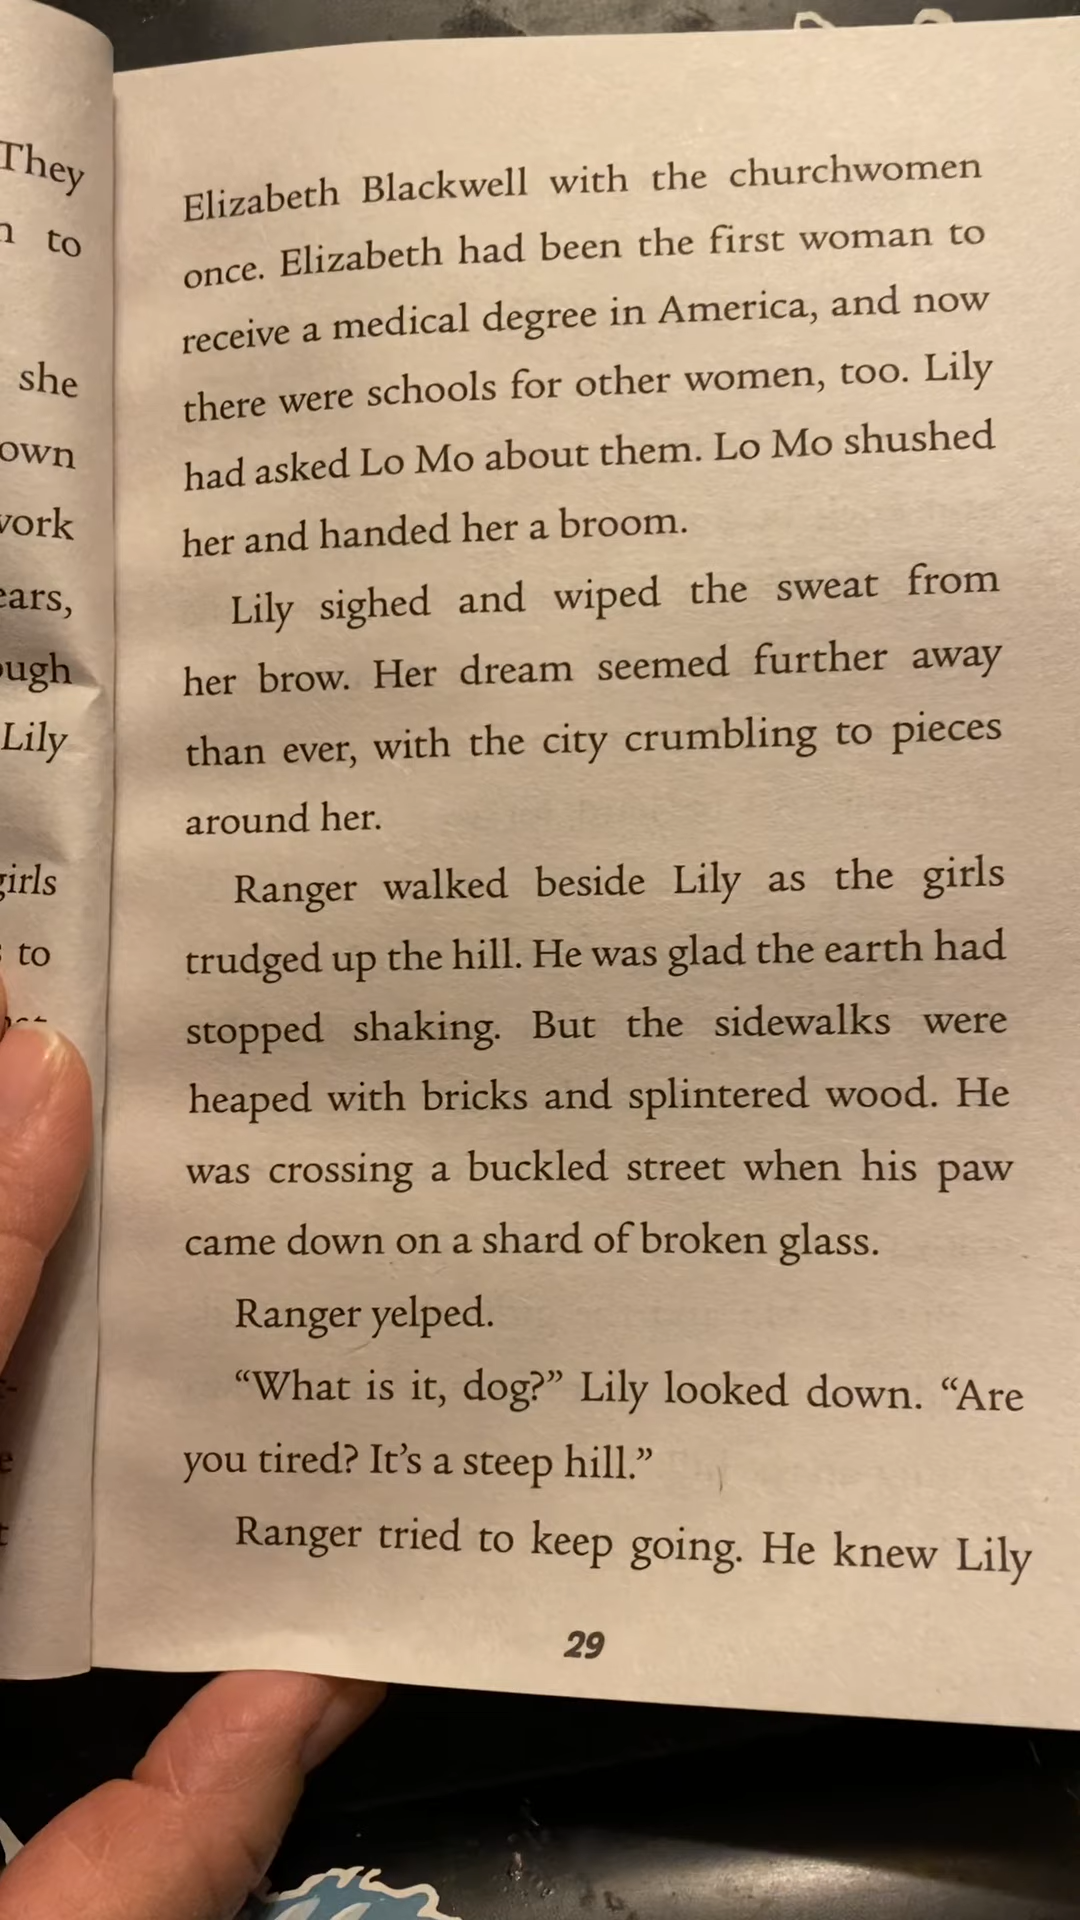 They
to
she
own
work
ears,
ough
Lily
girls
to
Elizabeth Blackwell with the churchwomen
once. Elizabeth had been the first woman to
receive a medical degree in America, and now
there were schools for other women, too. Lily
had asked Lo Mo about them. Lo Mo shushed
her and handed her a broom.
Lily sighed and wiped the sweat from
her brow. Her dream seemed further away
than ever, with the city crumbling to pieces
around her.
Ranger walked beside Lily as the girls
trudged up the hill. He was glad the earth had
stopped shaking. But the sidewalks were
heaped with bricks and splintered wood. He
was crossing a buckled street when his paw
came down on a shard of broken glass.
Ranger yelped.
“What is it, dog?” Lily looked down. “Are
you tired? It’s a steep hill.”
Ranger tried to keep going. He knew Lily
29